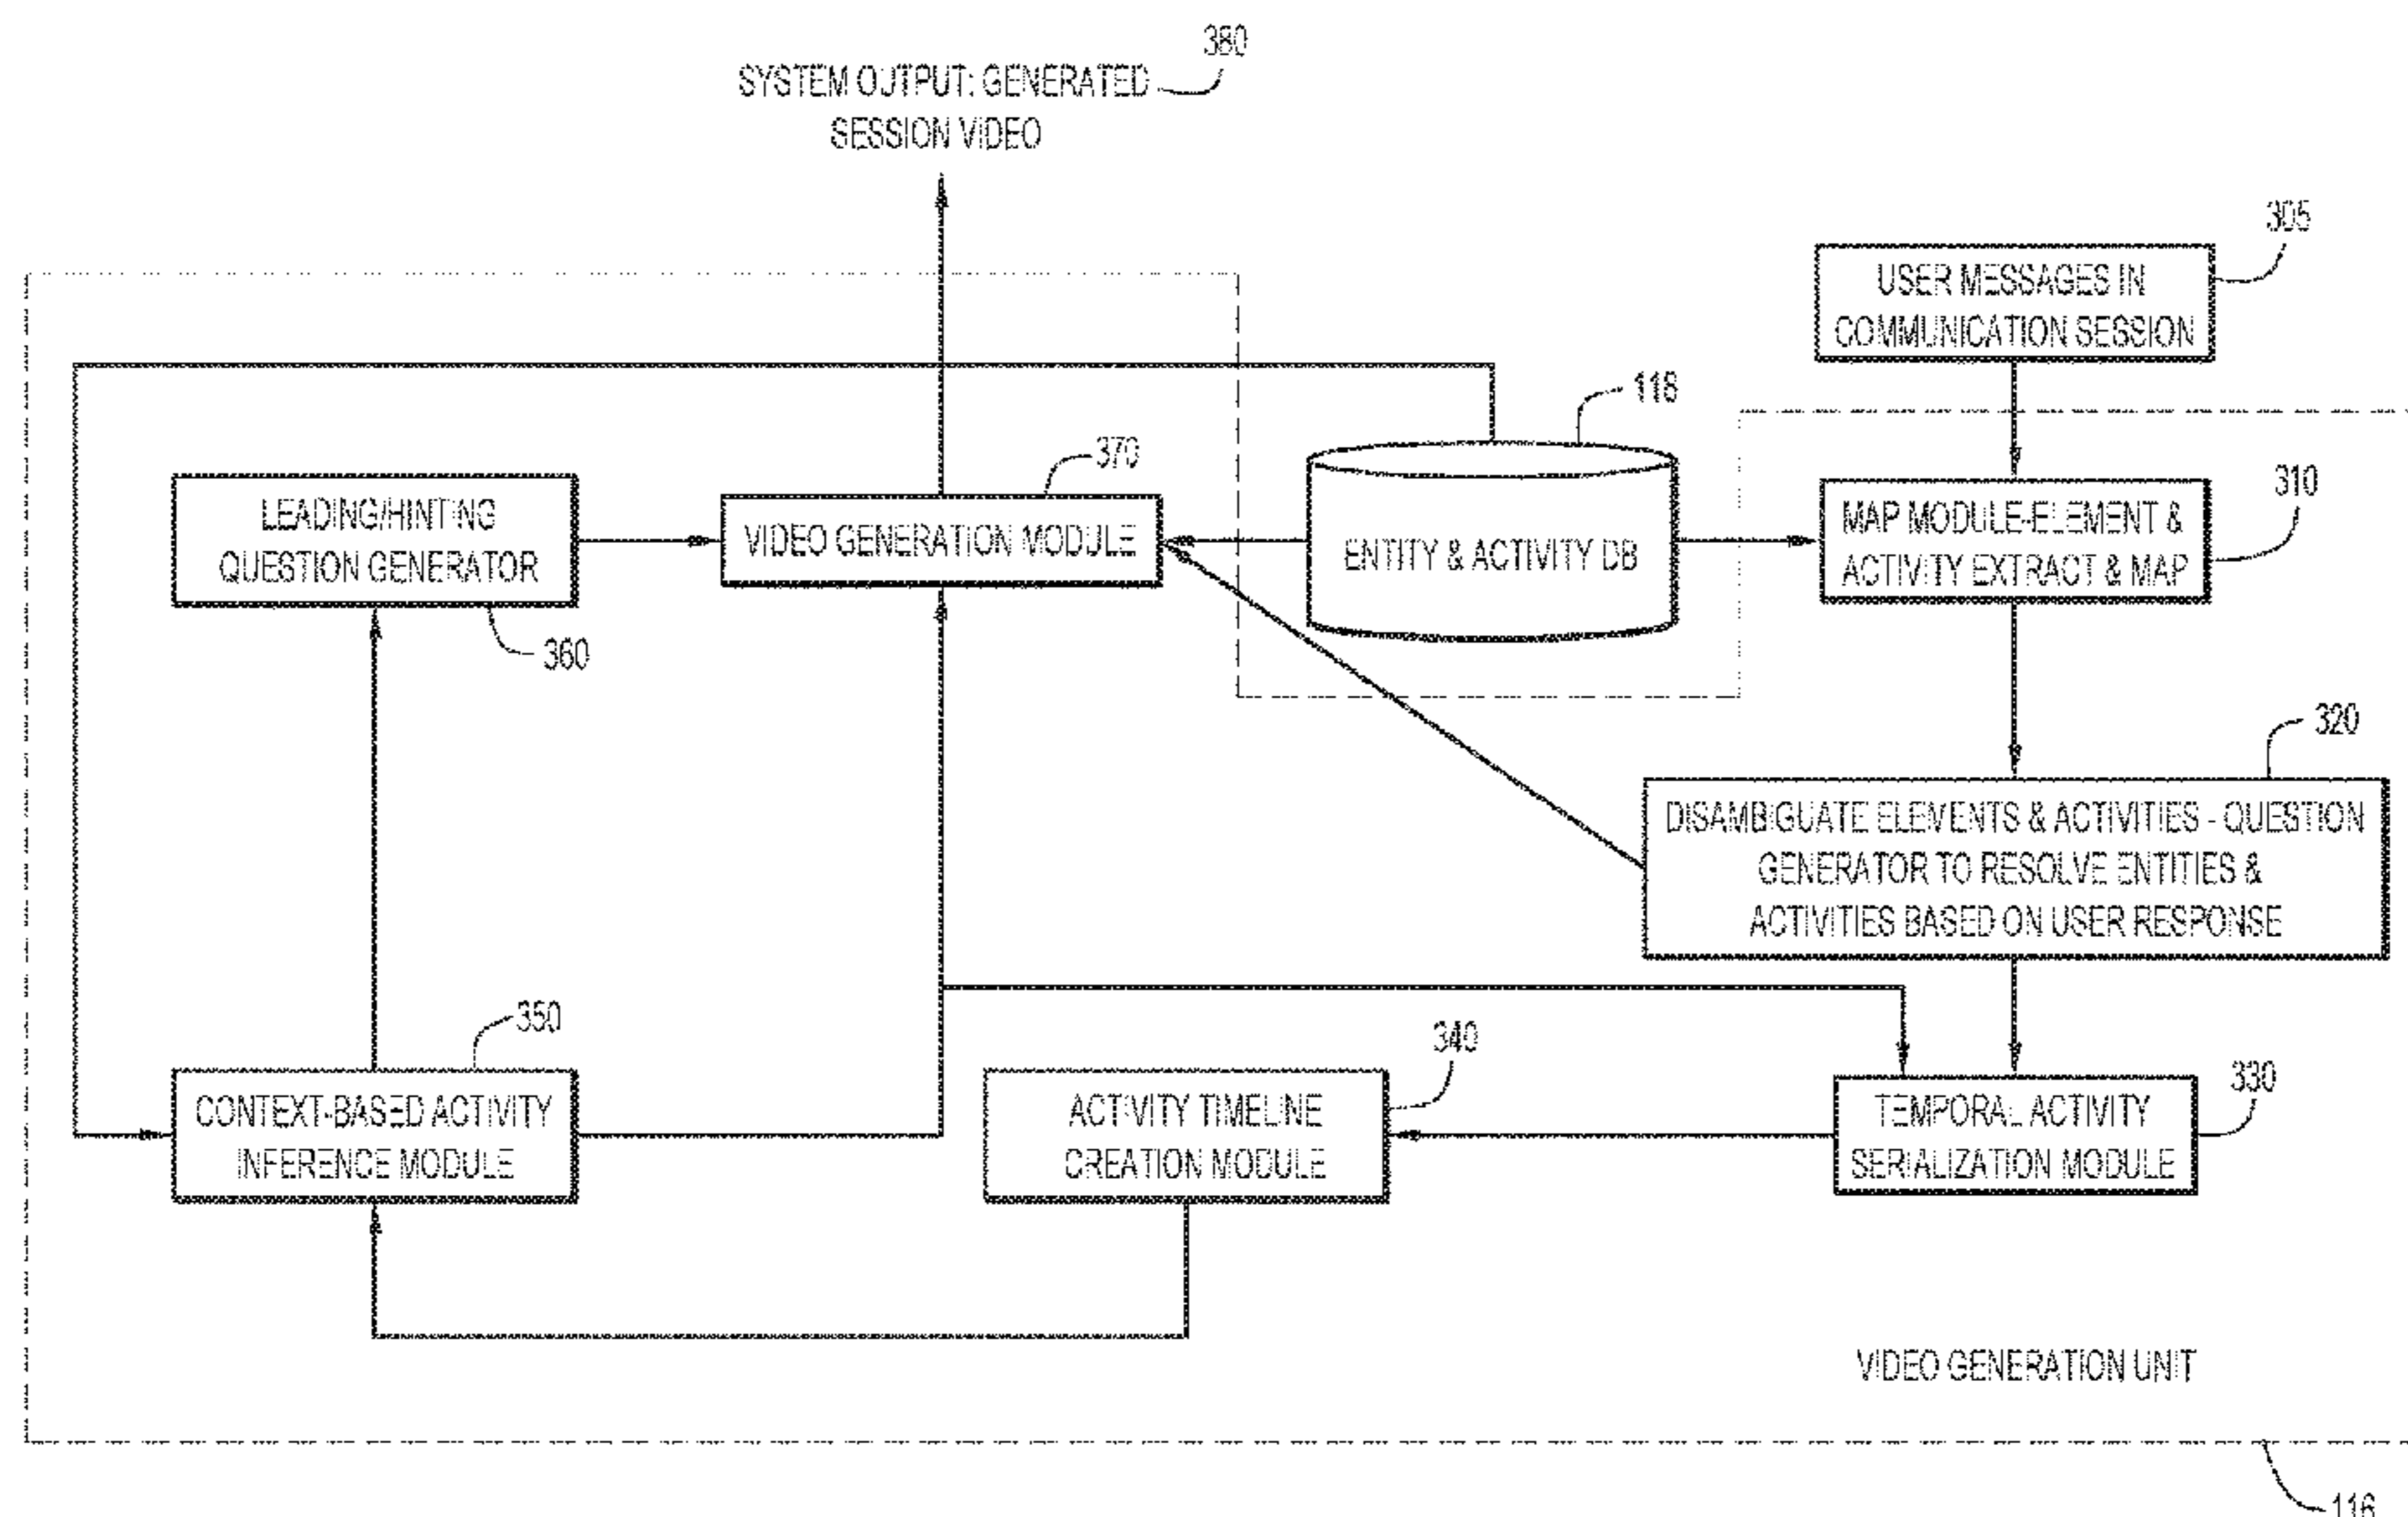 380
SYSTEM OUTPUT: GENERATED
SESSION VIDEO
305
USER MESSAGES IN
COMMUNICATION SESSION
118
370
310
LEADING/HINTING
QUESTION GENERATOR
VIDEO GENERATION MODULE
ENTITY & ACTIVITY DB
MAP MODULE-ELEMENT &
ACTIVITY EXTRACT & MAP
360
320
DISAMBIGUATE ELEMENTS & ACTIVITIES - QUESTION
GENERATOR TO RESOLVE ENTITIES &
ACTIVITIES BASED ON USER RESPONSE
350
340
330
CONTEXT-BASED ACTIVITY
INFERENCE MODULE
ACTIVITY TIMELINE
CREATION MODULE
TEMPORAL ACTIVITY
SERIALIZATION MODULE
VIDEO GENERATION UNIT
116